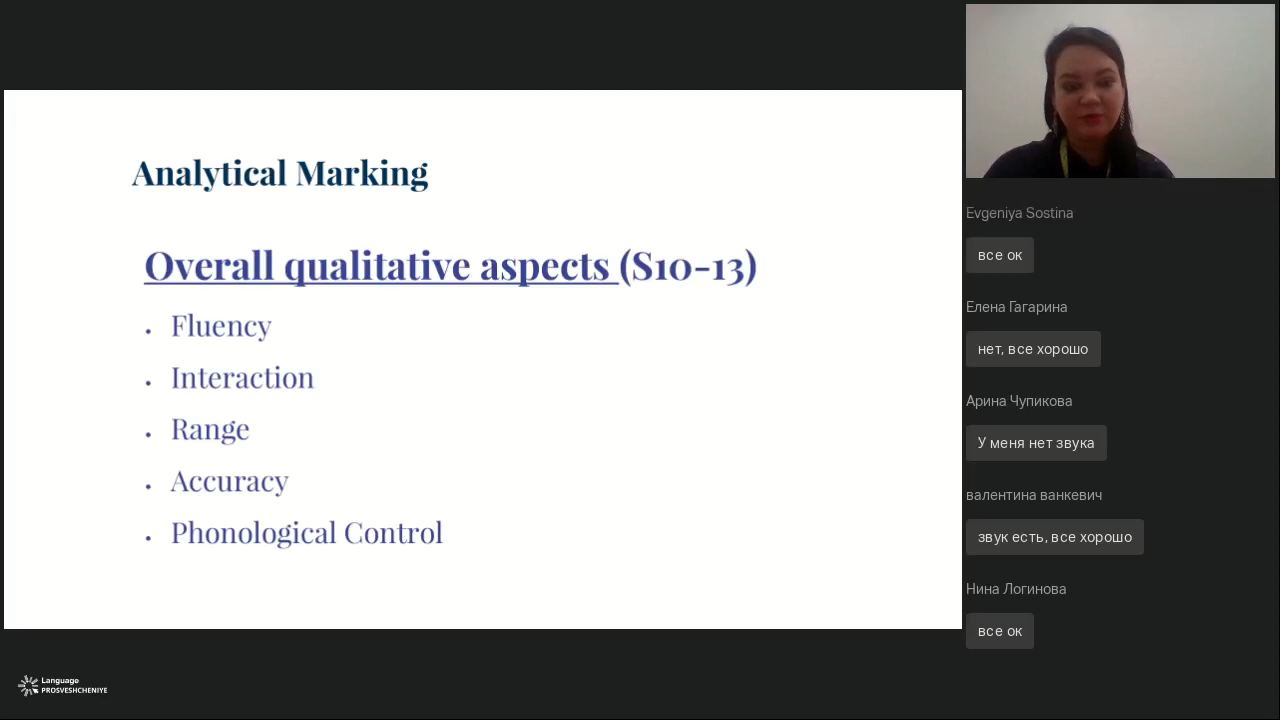 Analytical Marking
Overall qualitative aspects (S10-13)
• Fluency
• Interaction
• Range
• Accuracy
• Phonological Control
Evgeniya Sostina
все ок
Елена Гагарина
нет, все хорошо
Арина Чупикова
У меня нет звука
валентина ванкевич
звук есть, все хорошо
Нина Логинова
все ок
Language
PROSVESHCHENIYE